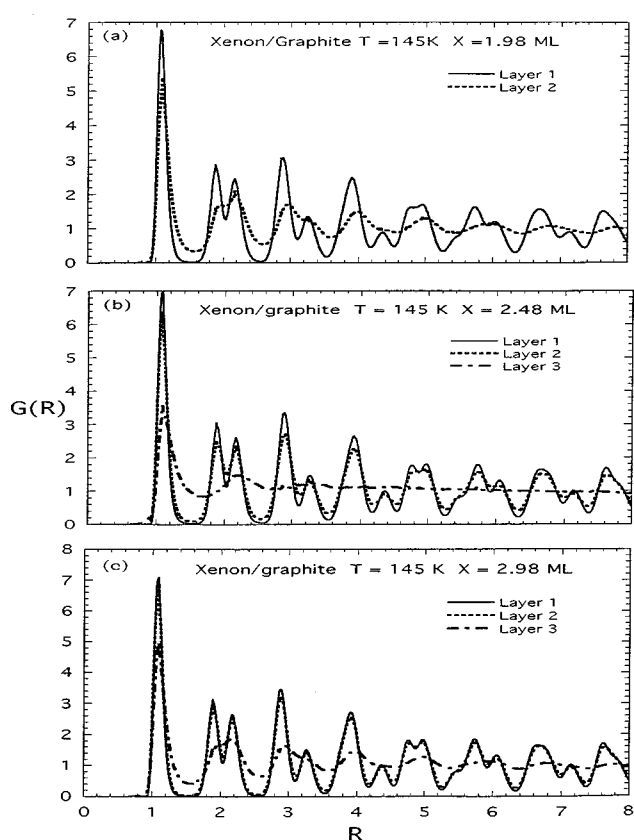 (a)
Xenon/Graphite T =145K X =1.98 ML
Layer 1
Layer 2
7
6
5
4
3
2
1
0
(b)
Xenon/graphite T = 145 K X = 2.48 ML
Layer 1
Layer 2
Layer 3
7
6
5
4
3
2
1
0
G(R)
(c)
Xenon/graphite T = 145 K X = 2.98 ML
Layer 1
Layer 2
Layer 3
8
7
6
5
4
3
2
1
0
0 1 2 3 4 5 6 7 8
R